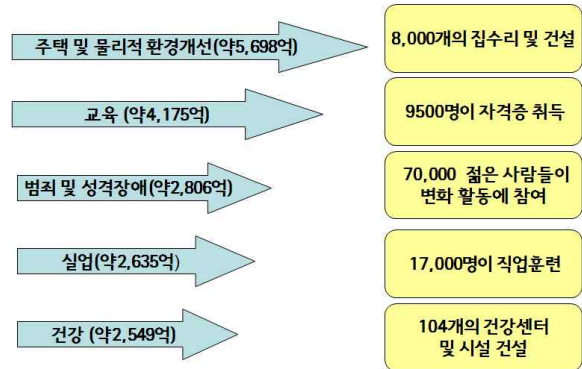 주택 및 물리적 환경개선(약5,698억)
8,000개의 집수리 및 건설
교육 (약4,175억)
9500명이 자격증 취득
범죄 및 성격장애(약2,806억)
70,000 젊은 사람들이
변화 활동에 참여
실업(약2,635억)
17,000명이 직업훈련
건강 (약2,549억)
104개의 건강센터
및 시설 건설